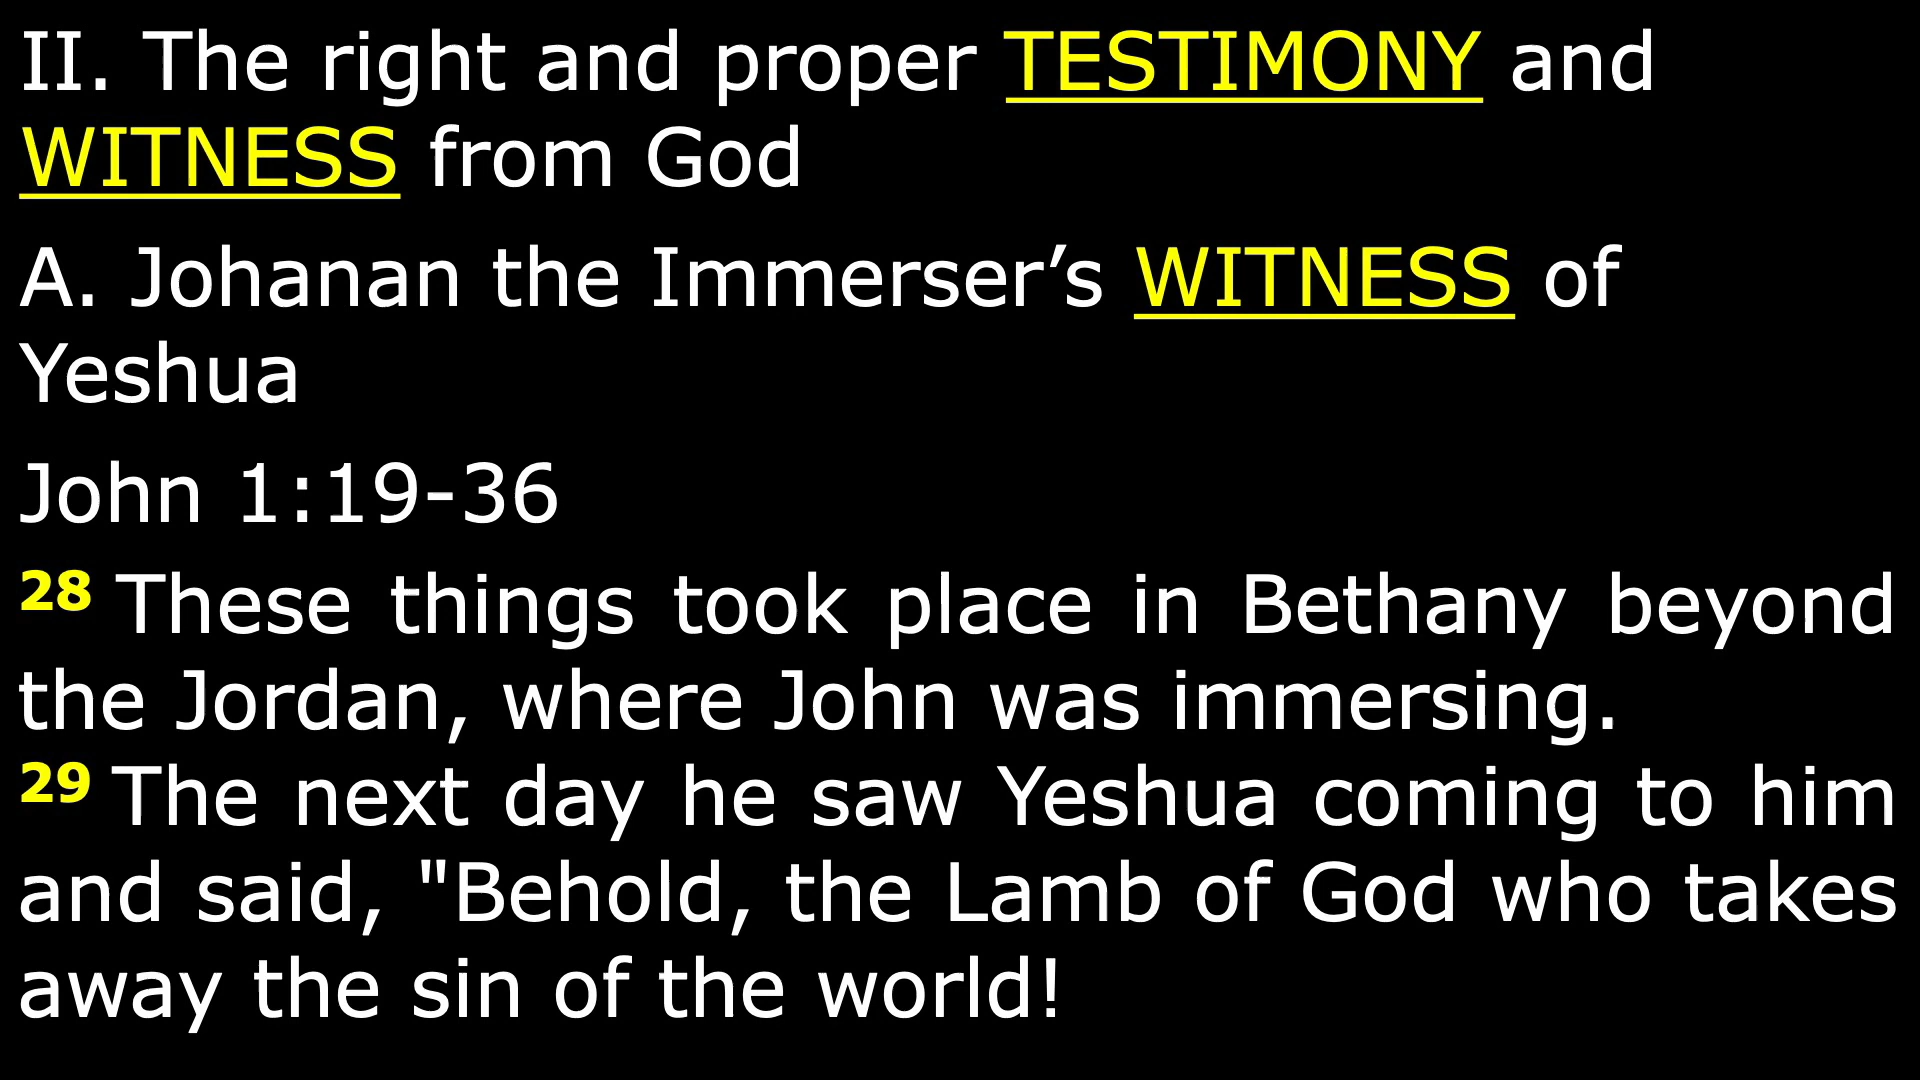 II. The right and proper TESTIMONY and
WITNESS from God
A. Johanan the Immerser’s WITNESS of
Yeshua
John 1:19-36
28 These things took place in Bethany beyond
the Jordan, where John was immersing.
29 The next day he saw Yeshua coming to him
and said, "Behold, the Lamb of God who takes
away the sin of the world!